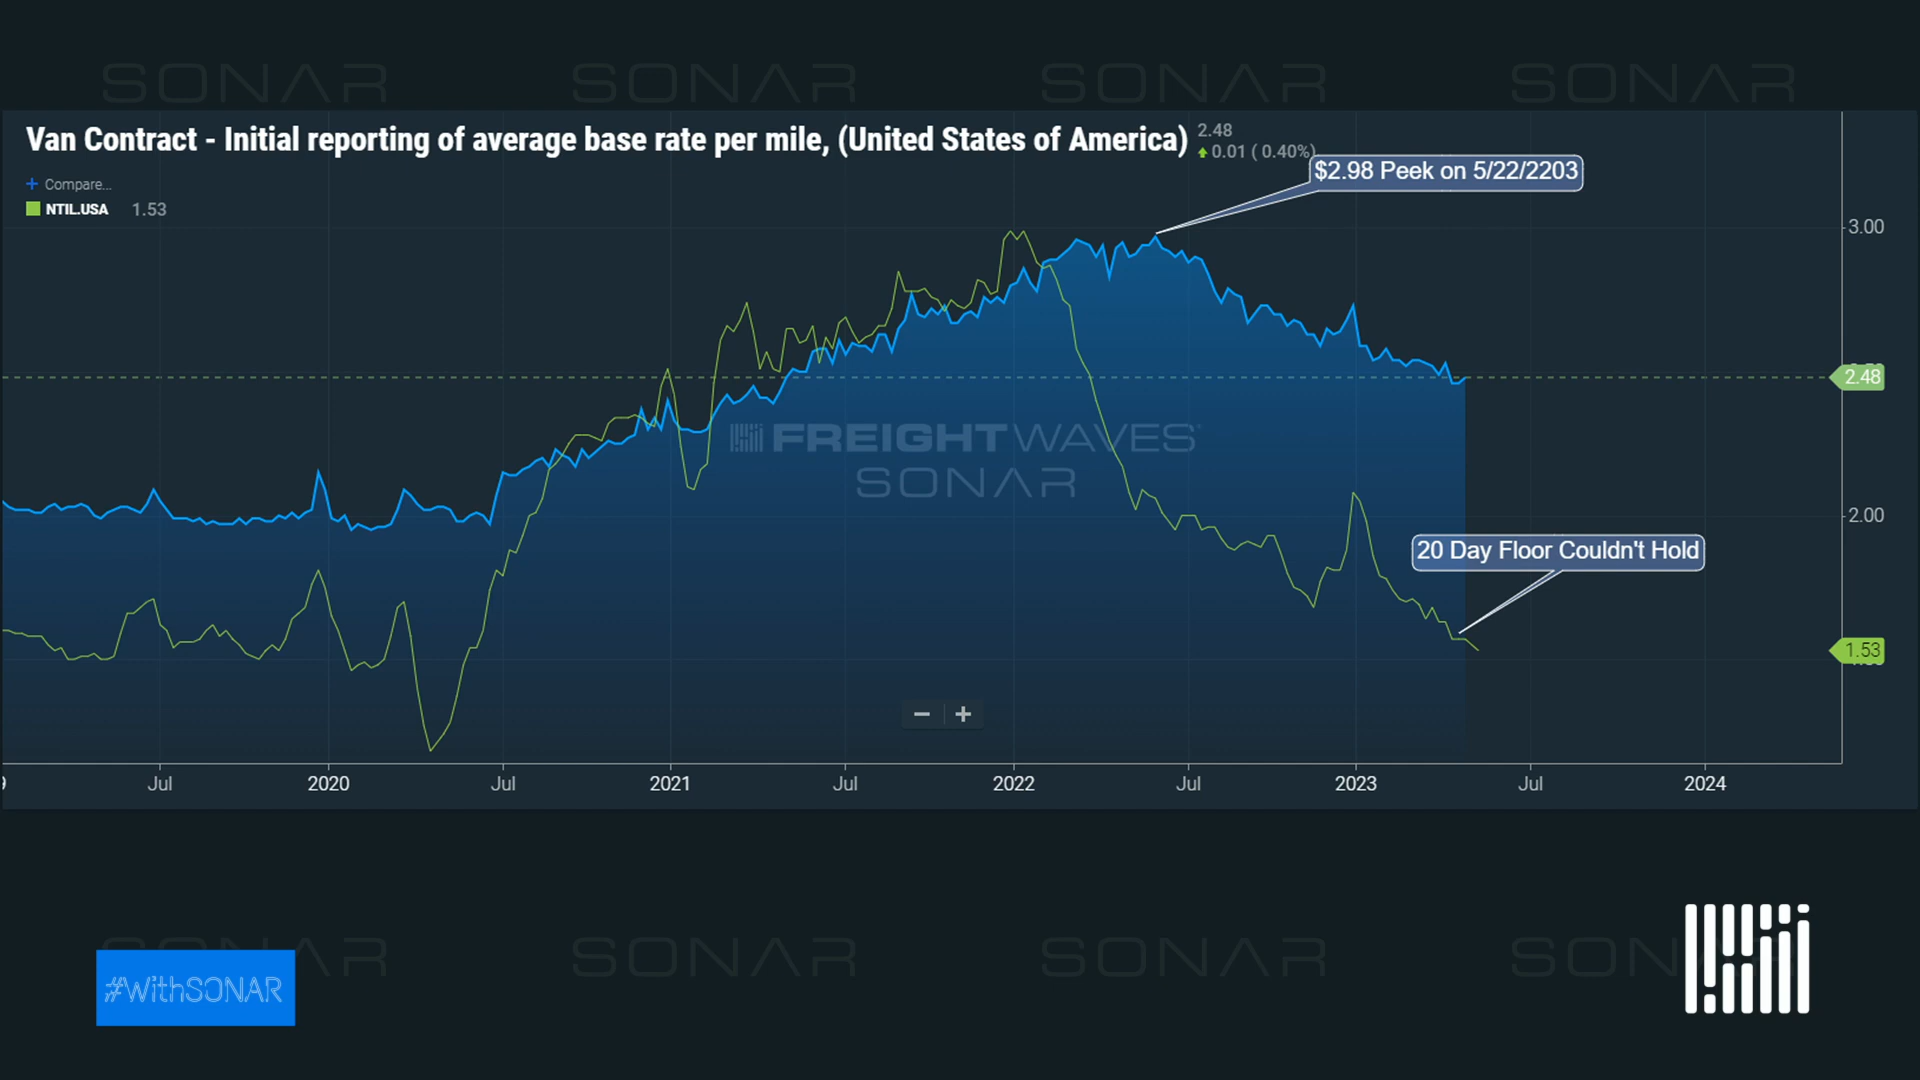 SONAR SONAR SONAR SONAR
Van Contract - Initial reporting of average base rate per mile, (United States of America)
2.48
0.01 ( 0.40%)
$2.98 Peek on 5/22/2203
+ Compare...
NTIL.USA 1.53
3.00
2.48
FREIGHTWAVES
SONAR
2.00
20 Day Floor Couldn't Hold
1.53
− +
9 Jul 2020 Jul 2021 Jul 2022 Jul 2023 Jul 2024
SONAR SONAR SONAR SONAR
#WithSONAR